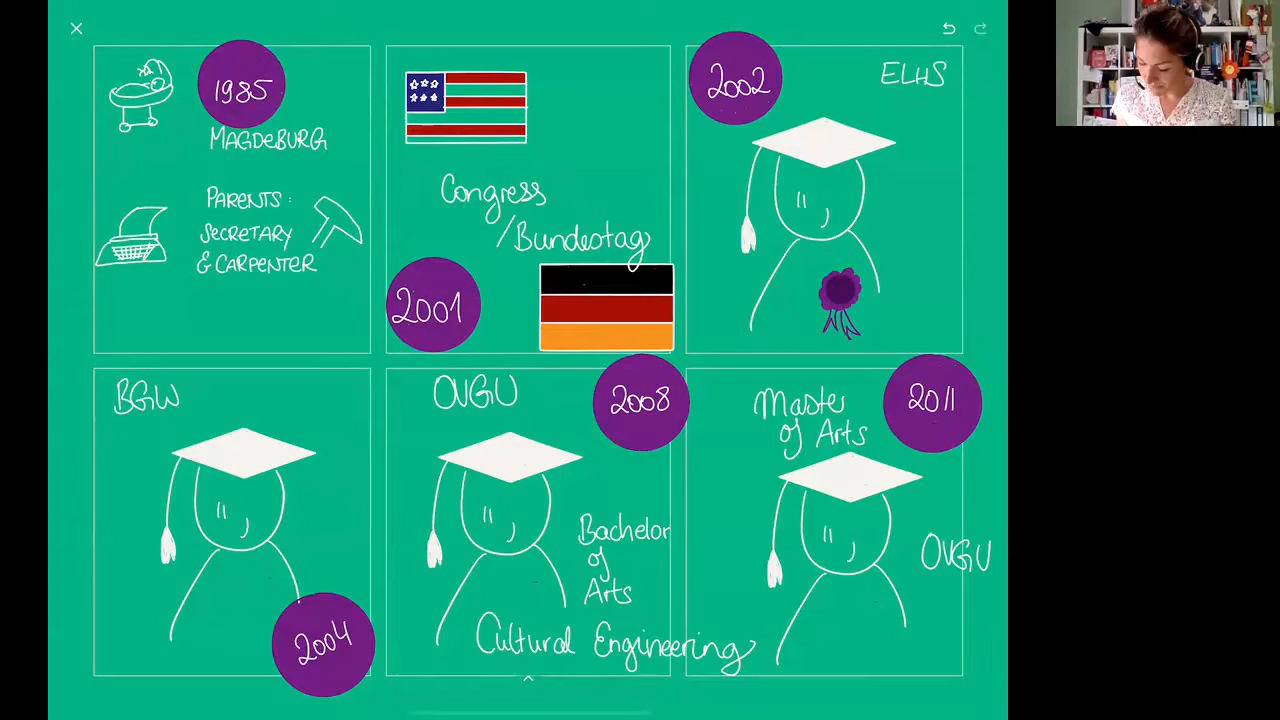 1985
MAGDEBURG
PARENTS:
SECRETARY
& CARPENTER
Congress
/Bundestag
2001
2002
ELHS
BGW
2004
OVGU
2008
Bachelor
of
Arts
Cultural Engineering
Master
of Arts
2011
OVGU